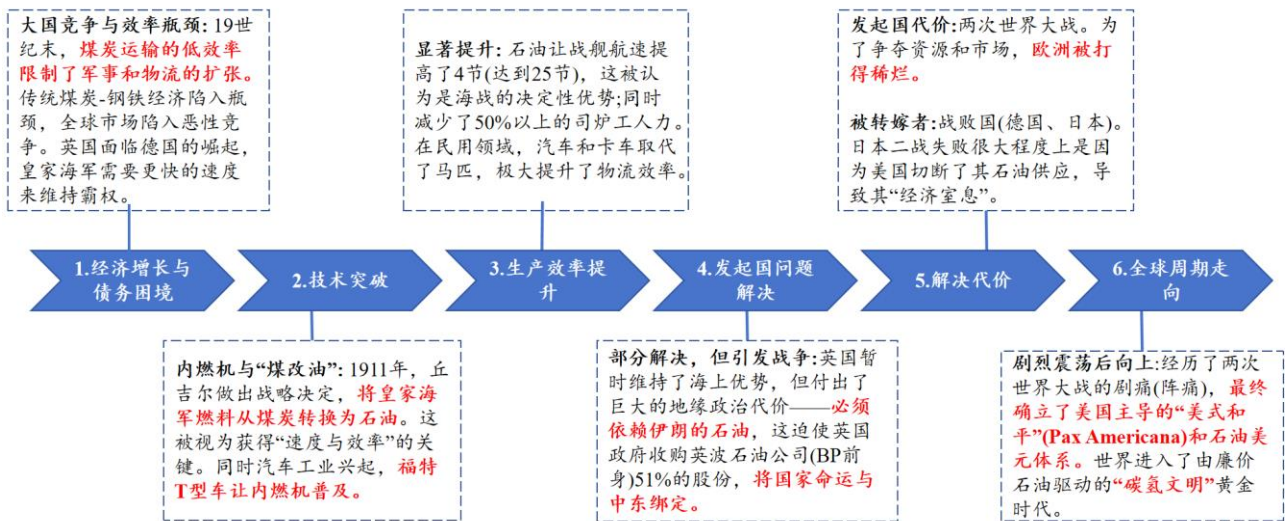 大国竞争与效率瓶颈: 19世
纪末，煤炭运输的低效率
限制了军事和物流的扩张。
传统煤炭-钢铁经济陷入瓶
颈，全球市场陷入恶性竞
争。英国面临德国的崛起，
皇家海军需要更快的速度
来维持霸权。
显著提升: 石油让战舰航速提
高了4节(达到25节)，这被认
为是海战的决定性优势;同时
减少了50%以上的司炉工人力。
在民用领域，汽车和卡车取代
了马匹，极大提升了物流效率。
发起国代价:两次世界大战。为
了争夺资源和市场，欧洲被打
得稀烂。
被转嫁者:战败国(德国、日本)。
日本二战失败很大程度上是因
为美国切断了其石油供应，导
致其“经济窒息”。
1.经济增长与
债务困境
2.技术突破
3.生产效率提
升
4.发起国问题
解决
5.解决代价
6.全球周期走
向
内燃机与“煤改油”: 1911年，丘
吉尔做出战略决定，将皇家海
军燃料从煤炭转换为石油。这
被视为获得“速度与效率”的关
键。同时汽车工业兴起，福特
T型车让内燃机普及。
部分解决，但引发战争:英国暂
时维持了海上优势，但付出了
巨大的地缘政治代价——必须
依赖伊朗的石油，这迫使英国
政府收购英波石油公司(BP前
身)51%的股份，将国家命运与
中东绑定。
剧烈震荡后向上:经历了两次
世界大战的剧痛(阵痛)，最终
确立了美国主导的“美式和
平”(Pax Americana)和石油美
元体系。世界进入了由廉价
石油驱动的“碳氢文明”黄金
时代。